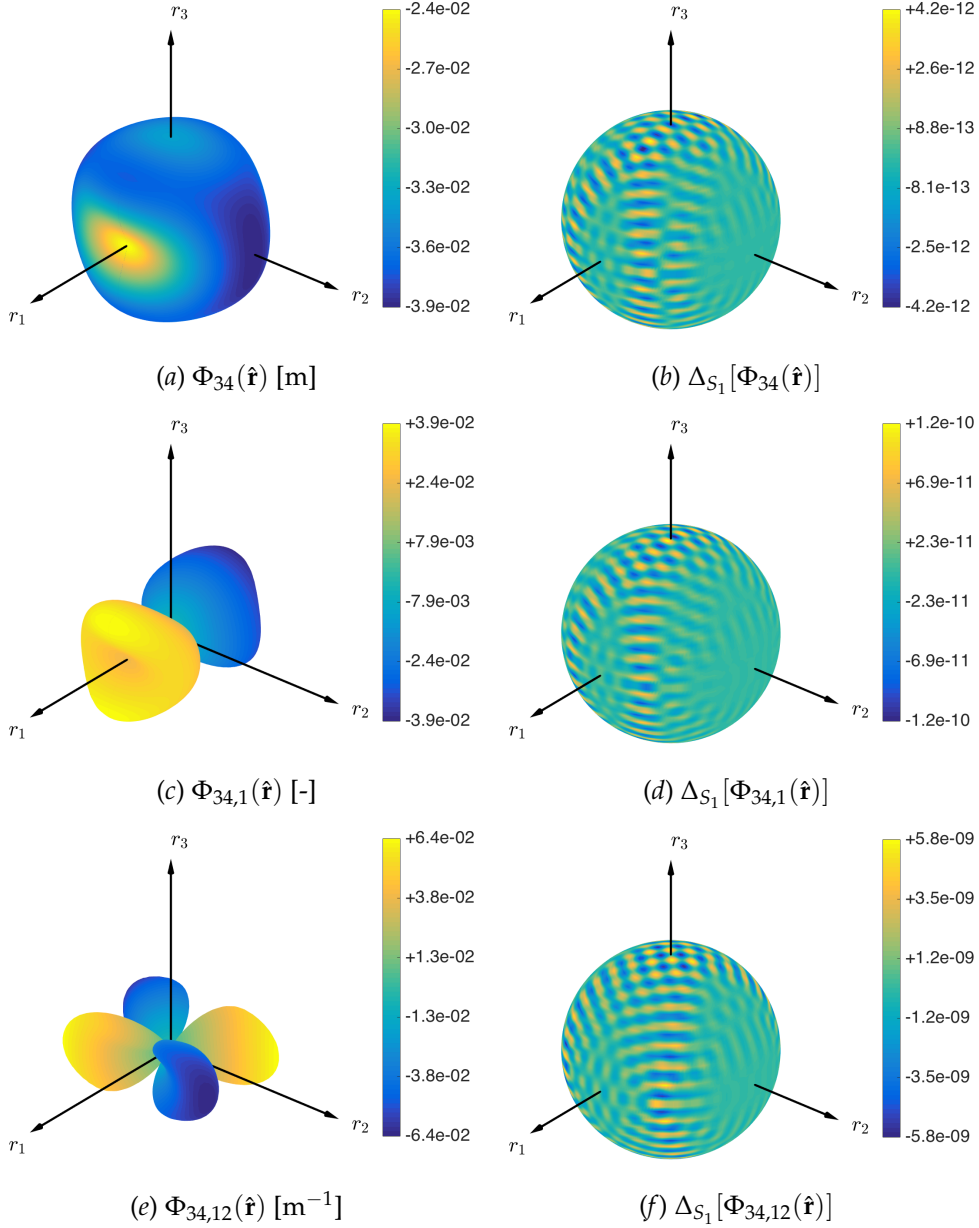 r3
-2.4e-02
-2.7e-02
-3.0e-02
-3.3e-02
-3.6e-02
-3.9e-02
r1
r2
(a) Φ34(r̂) [m]
r3
+4.2e-12
+2.6e-12
+8.8e-13
-8.1e-13
-2.5e-12
-4.2e-12
r1
r2
(b) ΔS1[Φ34(r̂)]
r3
+3.9e-02
+2.4e-02
+7.9e-03
-7.9e-03
-2.4e-02
-3.9e-02
r1
r2
(c) Φ34,1(r̂) [-]
r3
+1.2e-10
+6.9e-11
+2.3e-11
-2.3e-11
-6.9e-11
-1.2e-10
r1
r2
(d) ΔS1[Φ34,1(r̂)]
r3
+6.4e-02
+3.8e-02
+1.3e-02
-1.3e-02
-3.8e-02
-6.4e-02
r1
r2
(e) Φ34,12(r̂) [m−1]
r3
+5.8e-09
+3.5e-09
+1.2e-09
-1.2e-09
-3.5e-09
-5.8e-09
r1
r2
(f) ΔS1[Φ34,12(r̂)]